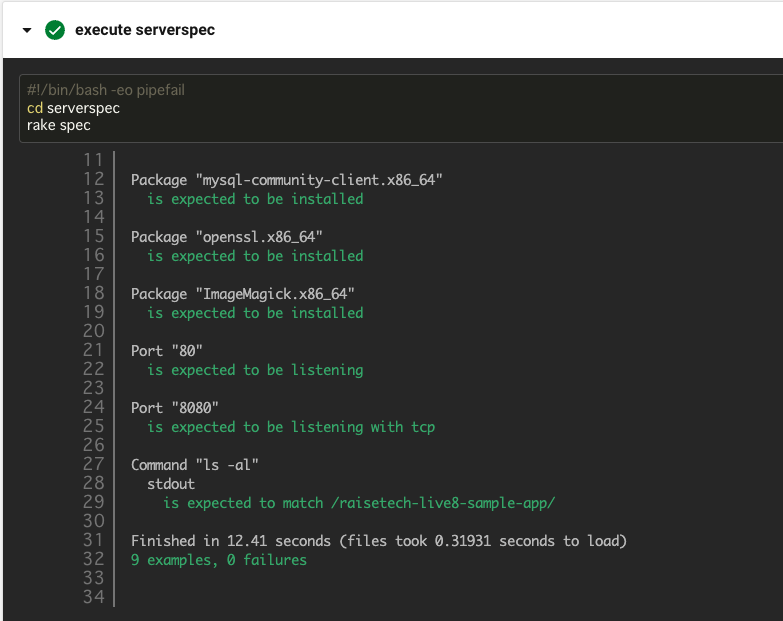 execute serverspec
#!/bin/bash -eo pipefail
cd serverspec
rake spec
11
12 Package "mysql-community-client.x86_64"
13 is expected to be installed
14
15 Package "openssl.x86_64"
16 is expected to be installed
17
18 Package "ImageMagick.x86_64"
19 is expected to be installed
20
21 Port "80"
22 is expected to be listening
23
24 Port "8080"
25 is expected to be listening with tcp
26
27 Command "ls -al"
28 stdout
29 is expected to match /raisetech-live8-sample-app/
30
31 Finished in 12.41 seconds (files took 0.31931 seconds to load)
32 9 examples, 0 failures
33
34